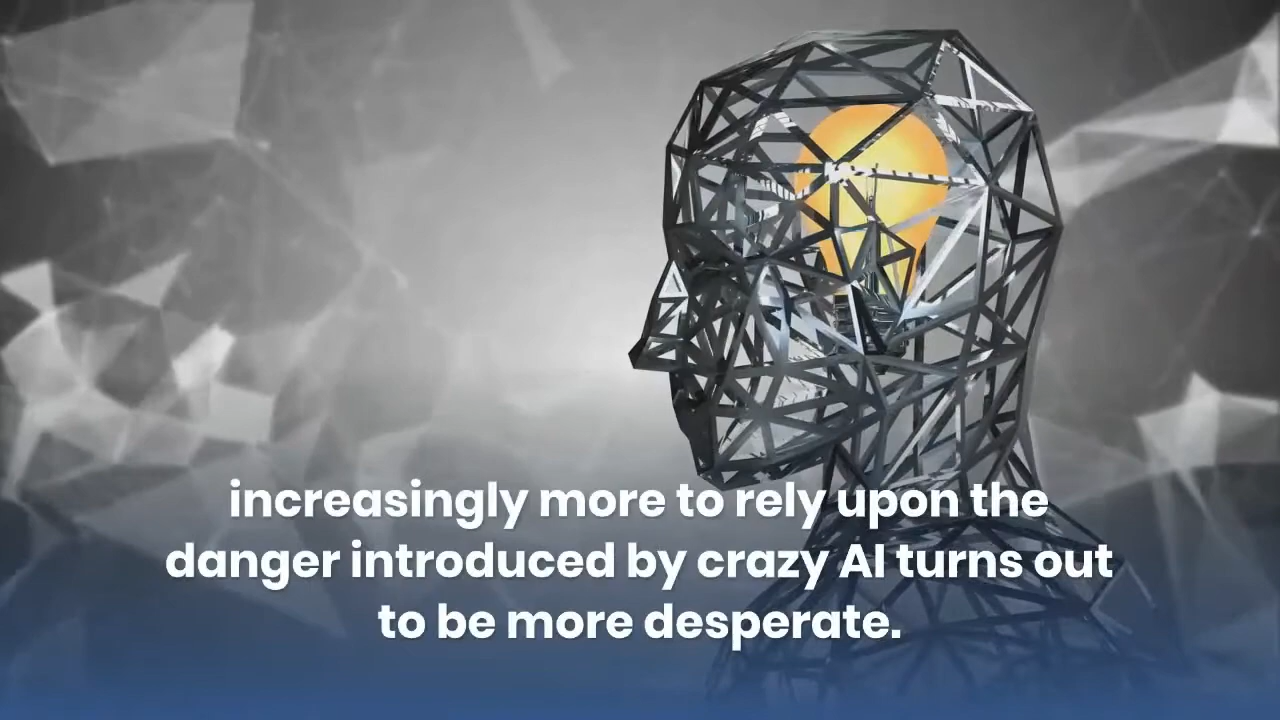 increasingly more to rely upon the
danger introduced by crazy AI turns out
to be more desperate.